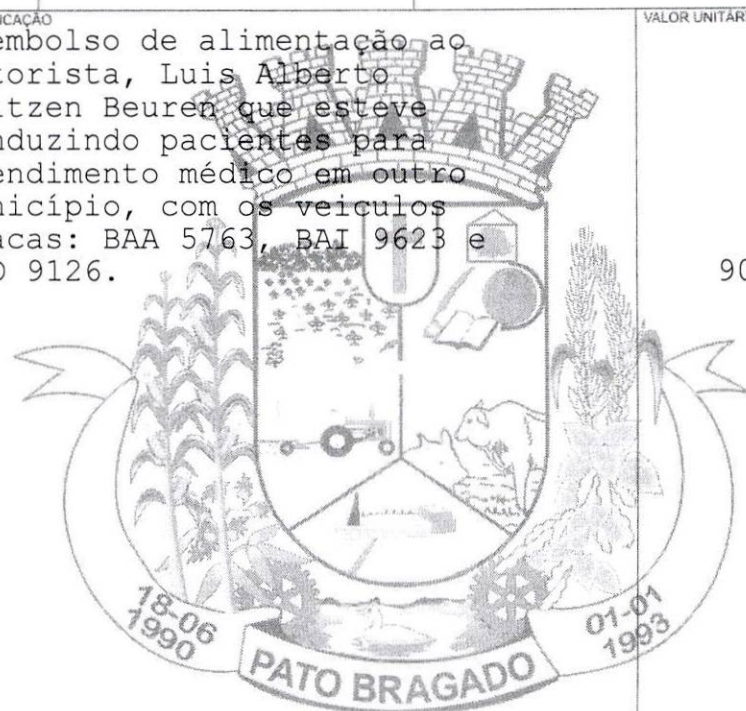 ICAÇÃO
VALOR UNITÁR
embolso de alimentação ao
torista, Luis Alberto
itzen Beuren que esteve
nduzindo pacientes para
endimento médico em outro
nicípio, com os veiculos
acas: BAA 5763, BAI 9623 e
O 9126.
90
18-06
1990
PATO BRAGADO
01-01
1993